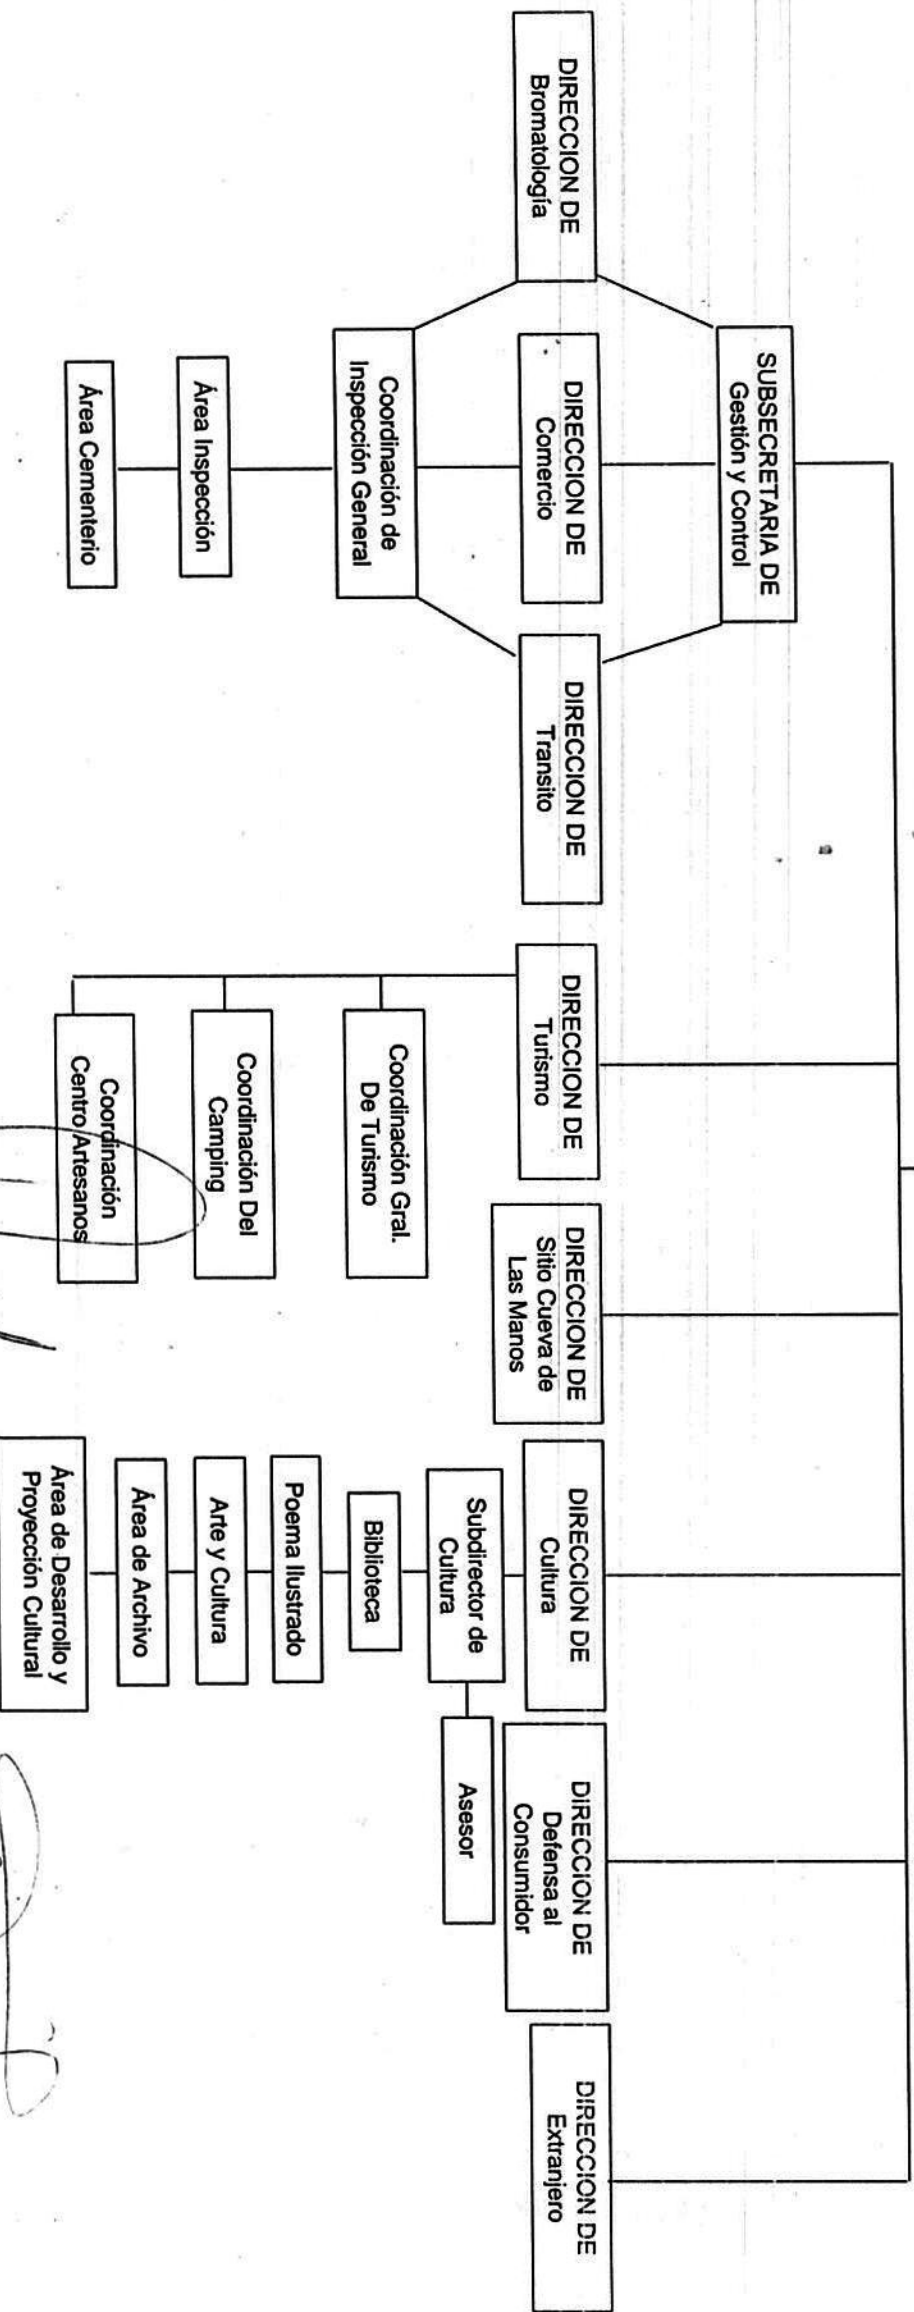 SUBSECRETARIA DE
Gestión y Control
DIRECCION DE
Bromatología
DIRECCION DE
Comercio
DIRECCION DE
Transito
Coordinación de
Inspección General
Área Inspección
Área Cementerio
DIRECCION DE
Turismo
Coordinación Gral.
De Turismo
Coordinación Del
Camping
Coordinación
Centro Artesanos
DIRECCION DE
Sitio Cueva de
Las Manos
DIRECCION DE
Cultura
Subdirector de
Cultura
Asesor
Biblioteca
Poema Ilustrado
Arte y Cultura
Área de Archivo
Área de Desarrollo y
Proyección Cultural
DIRECCION DE
Defensa al
Consumidor
DIRECCION DE
Extranjero